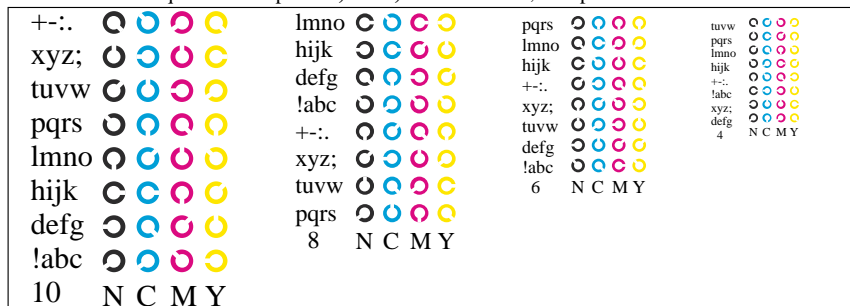 +-:.
xyz;
tuvw
pqrs
lmno
hijk
defg
!abc
10 N C M Y
lmno
hijk
defg
!abc
+-:.
xyz;
tuvw
pqrs
8 N C M Y
pqrs
lmno
hijk
+-:.
xyz;
tuvw
defg
!abc
6 N C M Y
tuvw
pqrs
lmno
hijk
+-:.
!abc
xyz;
defg
4 N C M Y